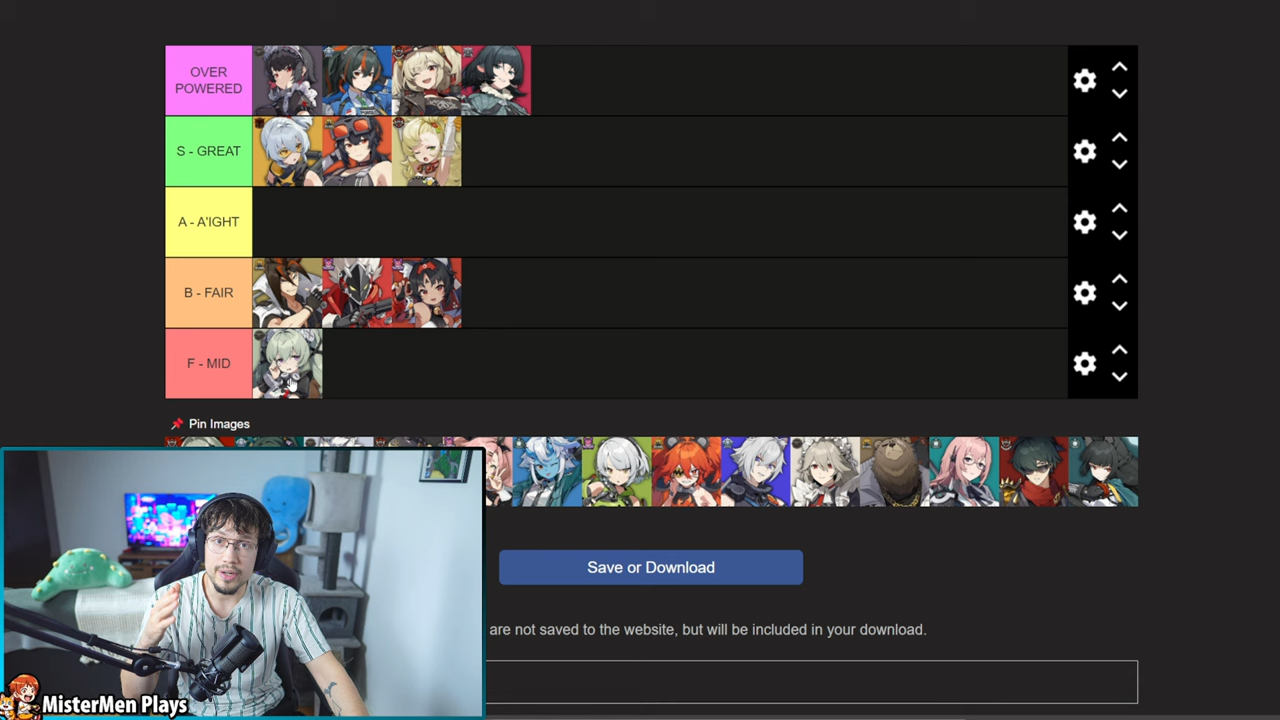 OVER
POWERED
S - GREAT
A - A'IGHT
B - FAIR
F - MID
Pin Images
Save or Download
are not saved to the website, but will be included in your download.
MisterMen Plays